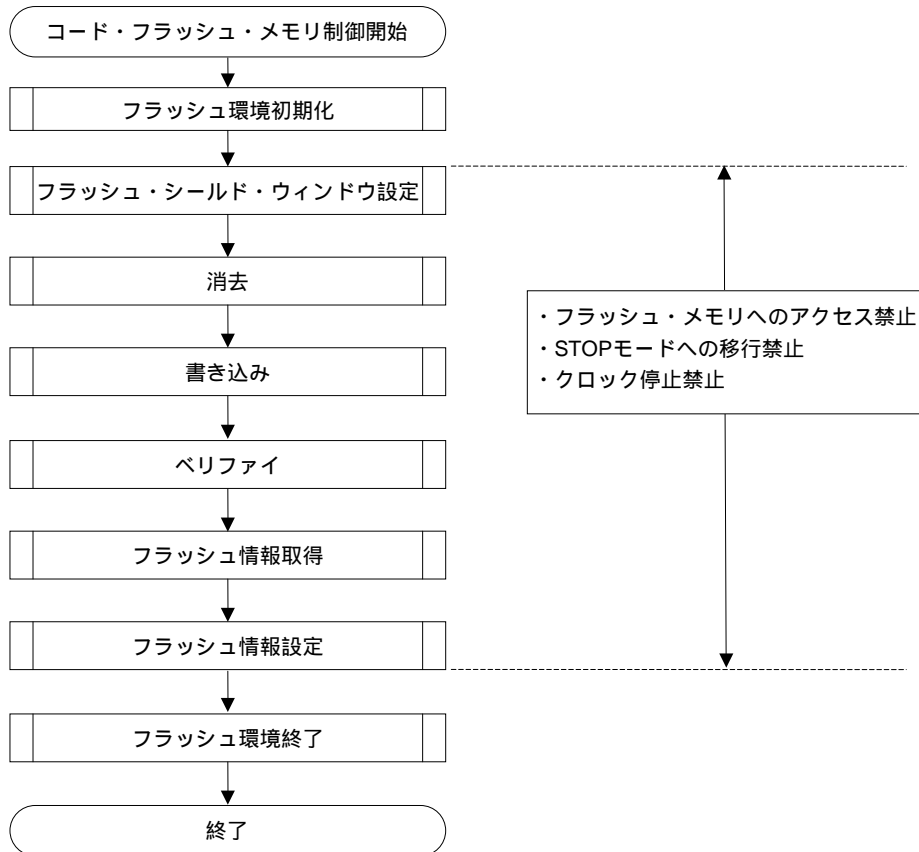 コード・フラッシュ・メモリ制御開始
フラッシュ環境初期化
フラッシュ・シールド・ウィンドウ設定
消去
書き込み
ベリファイ
フラッシュ情報取得
フラッシュ情報設定
フラッシュ環境終了
終了
・フラッシュ・メモリへのアクセス禁止
・STOPモードへの移行禁止
・クロック停止禁止